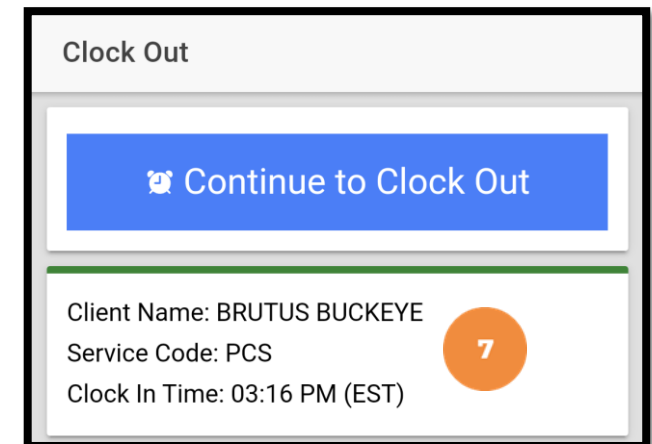 Clock Out
Continue to Clock Out
Client Name: BRUTUS BUCKEYE
Service Code: PCS
7
Clock In Time: 03:16 PM (EST)